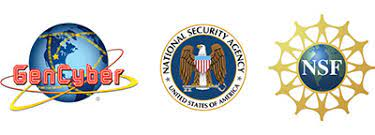 GenCyber
®
NATIONAL SECURITY AGENCY
UNITED STATES OF AMERICA
NSF